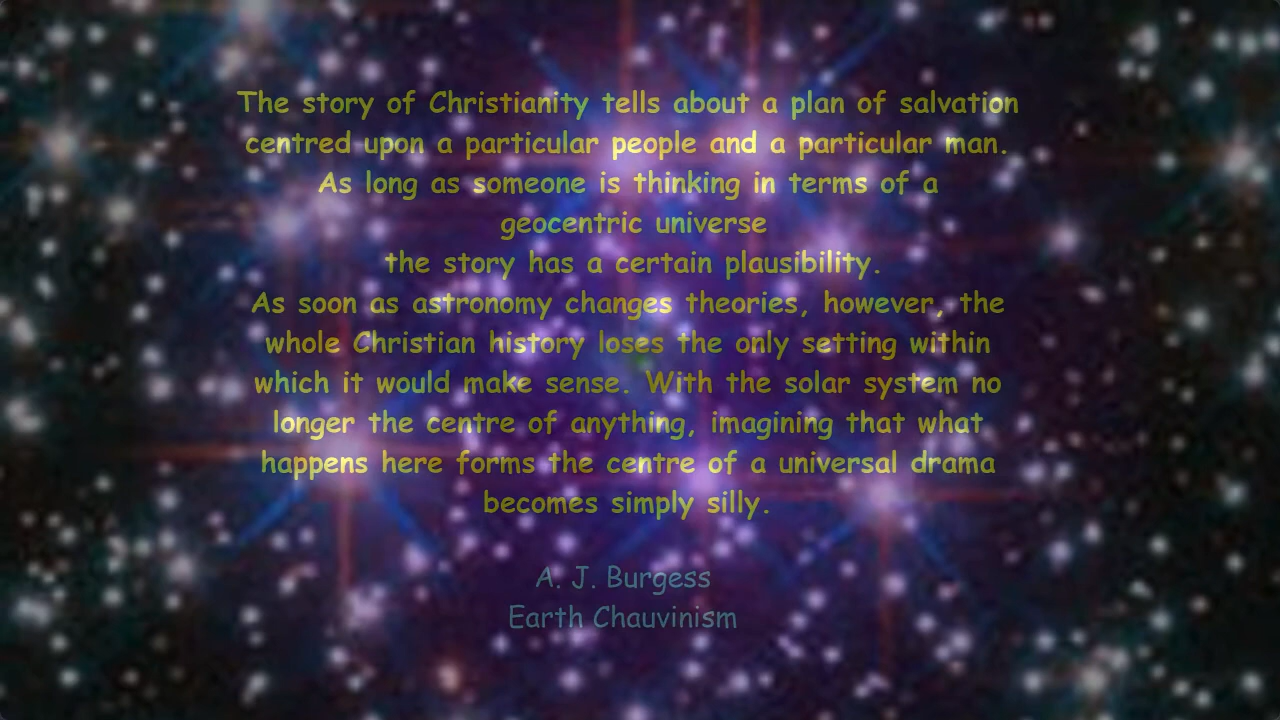 The story of Christianity tells about a plan of salvation
centred upon a particular people and a particular man.
As long as someone is thinking in terms of a
geocentric universe
the story has a certain plausibility.
As soon as astronomy changes theories, however, the
whole Christian history loses the only setting within
which it would make sense. With the solar system no
longer the centre of anything, imagining that what
happens here forms the centre of a universal drama
becomes simply silly.
A. J. Burgess
Earth Chauvinism